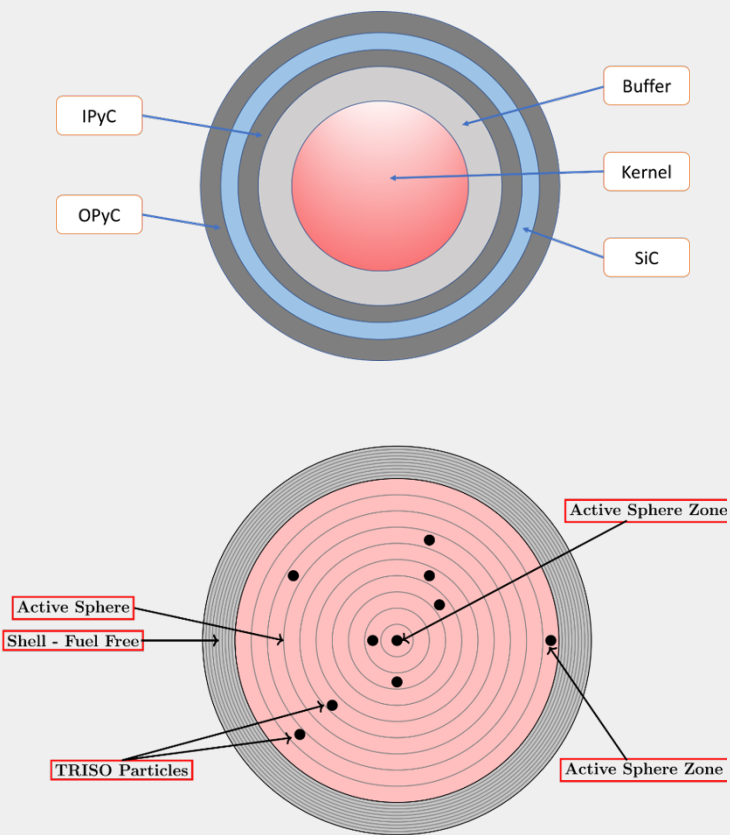 IPyC
Buffer
Kernel
OPyC
SiC
Active Sphere Zone
Active Sphere
Shell - Fuel Free
TRISO Particles
Active Sphere Zone